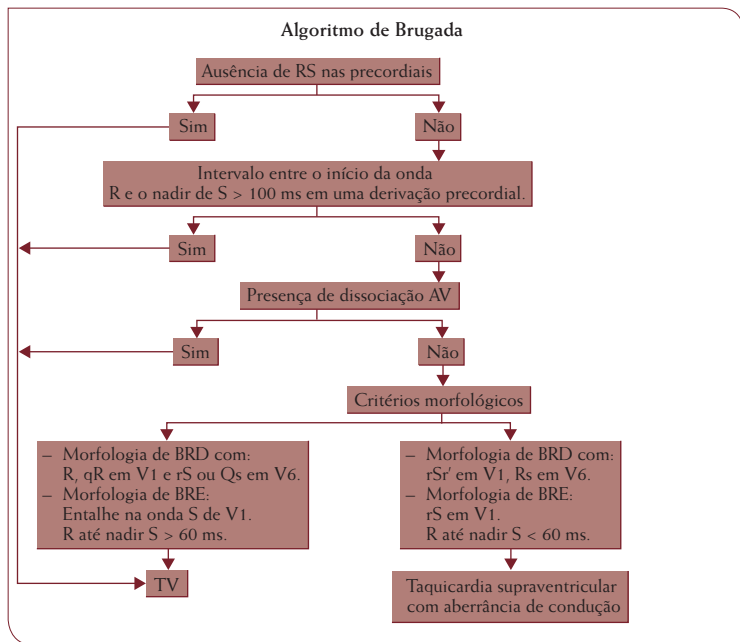 Algoritmo de Brugada
Ausência de RS nas precordiais
Sim
Não
Intervalo entre o início da onda
R e o nadir de S > 100 ms em uma derivação precordial.
Sim
Não
Presença de dissociação AV
Sim
Não
Critérios morfológicos
– Morfologia de BRD com:
R, qR em V1 e rS ou Qs em V6.
– Morfologia de BRE:
Entalhe na onda S de V1.
R até nadir S > 60 ms.
– Morfologia de BRD com:
rSr′ em V1, Rs em V6.
– Morfologia de BRE:
rS em V1.
R até nadir S < 60 ms.
TV
Taquicardia supraventricular
com aberrância de condução